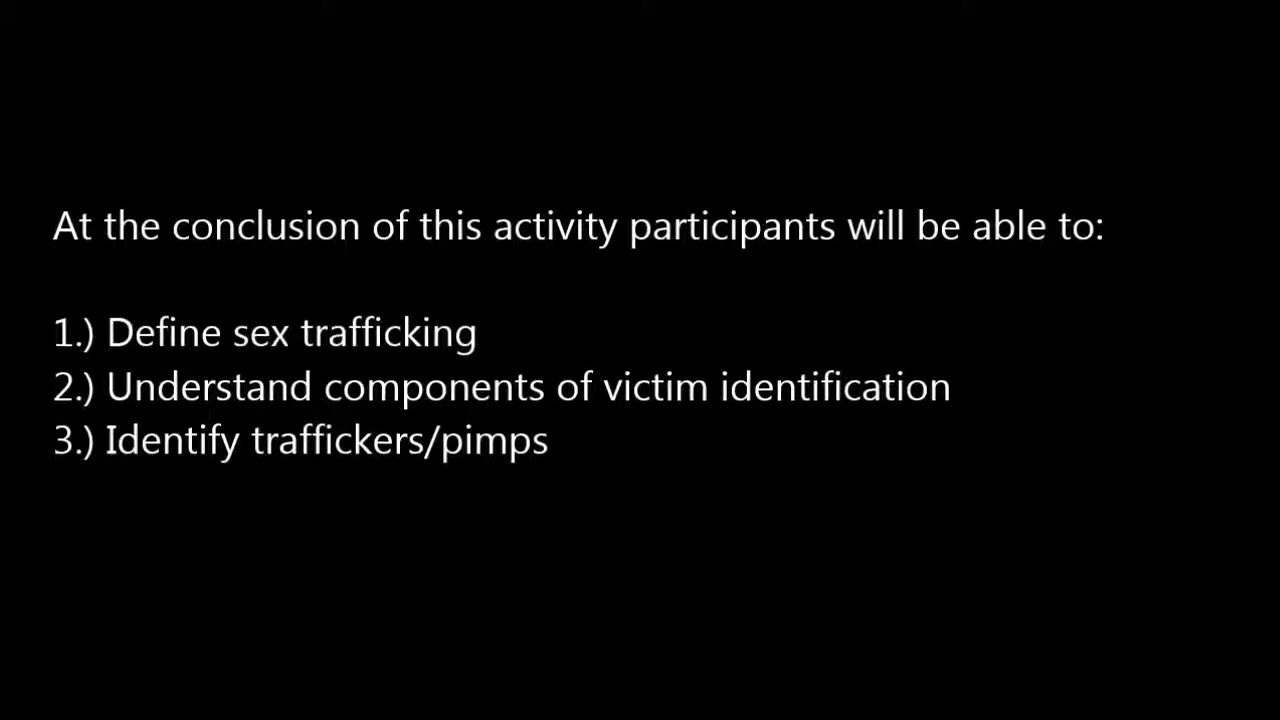 At the conclusion of this activity participants will be able to:
1.) Define sex trafficking
2.) Understand components of victim identification
3.) Identify traffickers/pimps